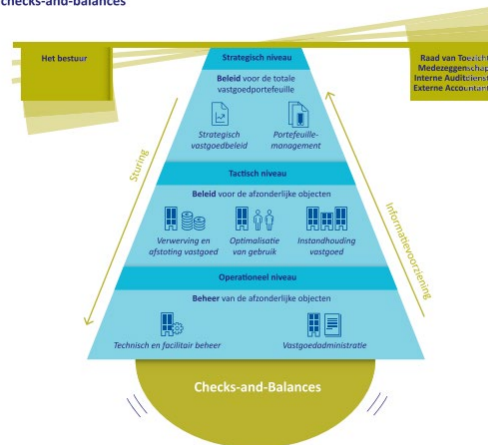 checks-and-balances
Het bestuur
Strategisch niveau
Raad van Toezicht
Medezeggenschap
Interne Auditdienst
Externe Accountant
Beleid voor de totale
vastgoedportefeuille
Strategisch
vastgoedbeleid
Portefeuille-
management
Sturing
Tactisch niveau
Beleid voor de afzonderlijke objecten
Verwerving en
afstoting vastgoed
Optimalisatie
van gebruik
Instandhouding
vastgoed
Informatievoorziening
Operationeel niveau
Beheer van de afzonderlijke objecten
Technisch en facilitair beheer
Vastgoedadministratie
Checks-and-Balances